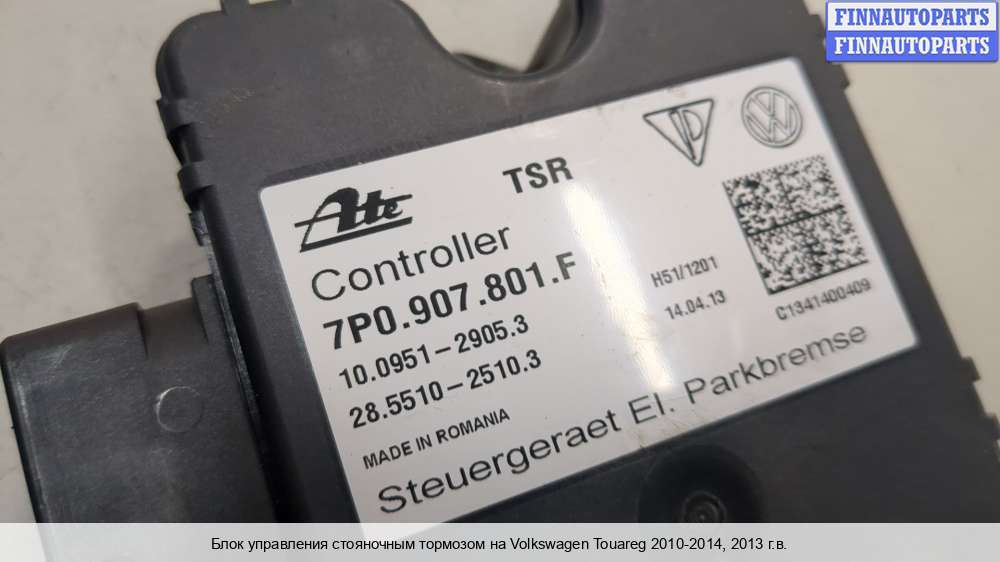 FINNAUTOPARTS
FINNAUTOPARTS
Ate
TSR
Controller
7P0.907.801.F
10.0951-2905.3
28.5510-2510.3
MADE IN ROMANIA
Steuergeraet El. Parkbremse
H51/1201
14.04.13
C1341400409
Блок управления стояночным тормозом на Volkswagen Touareg 2010-2014, 2013 г.в.